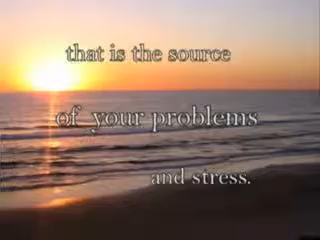 that is the source
of your problems
and stress.